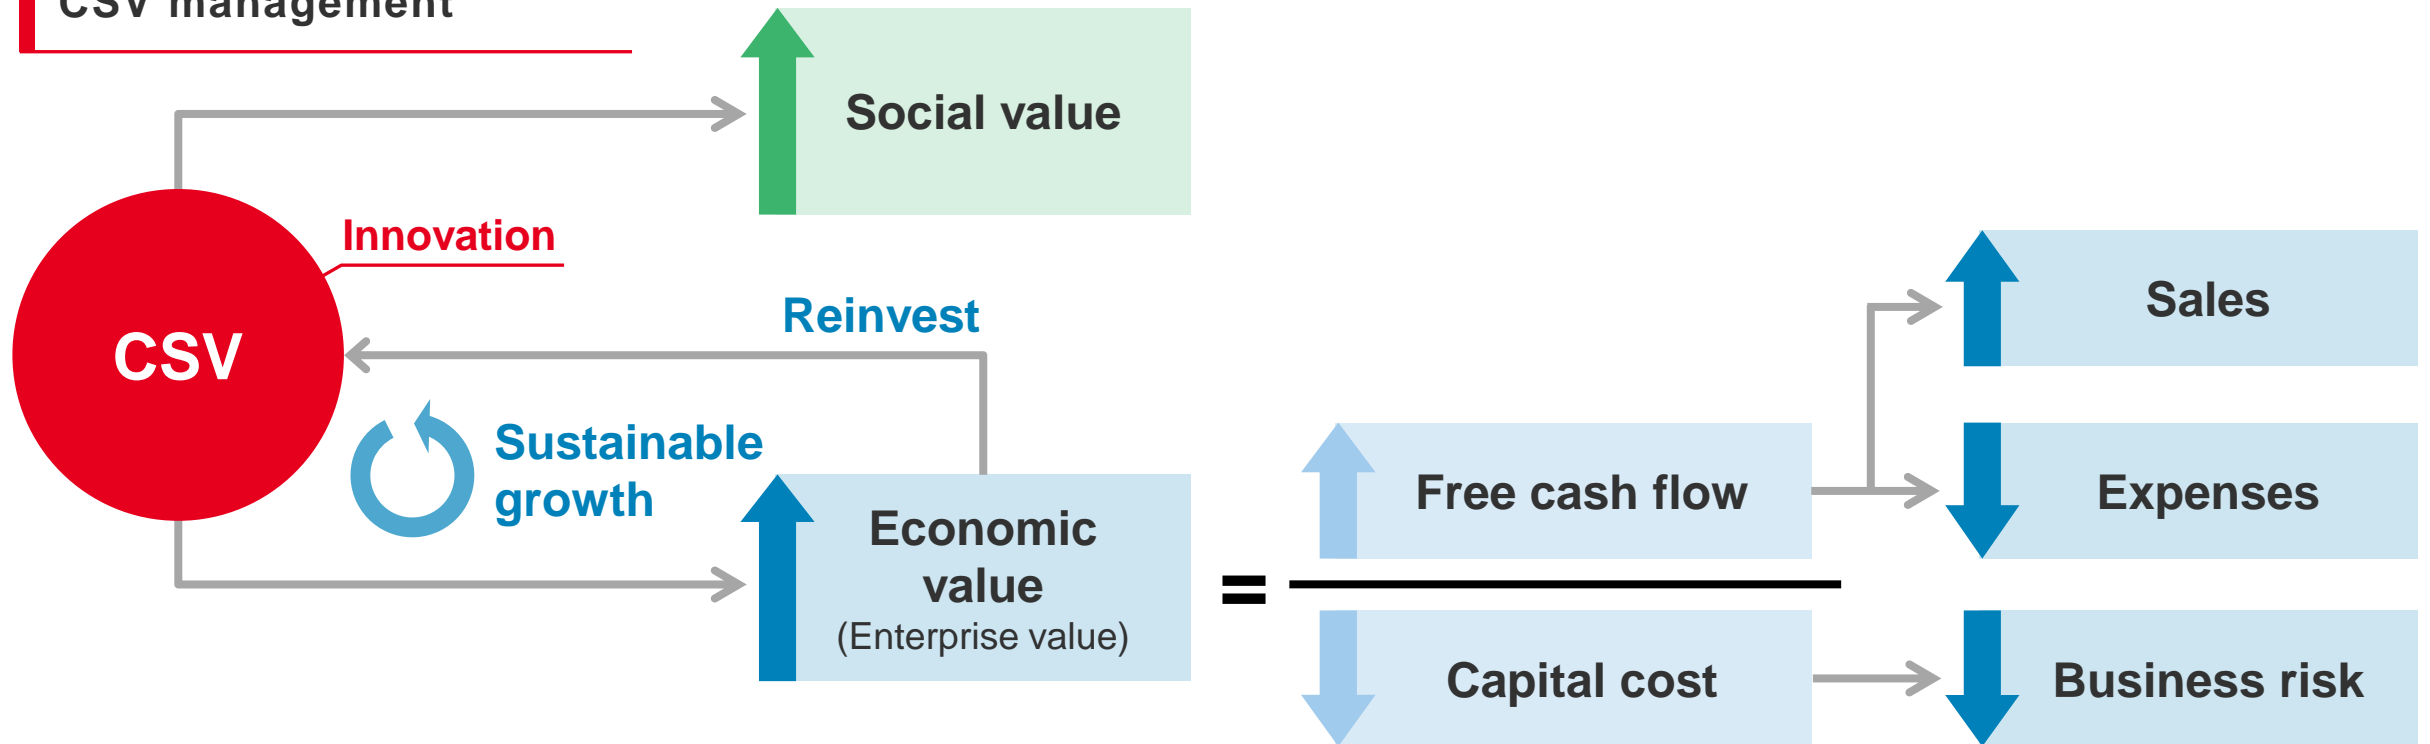 CSV management
Social value
Innovation
CSV
Reinvest
Sustainable
growth
Economic
value
(Enterprise value)
=
Free cash flow
Capital cost
Sales
Expenses
Business risk